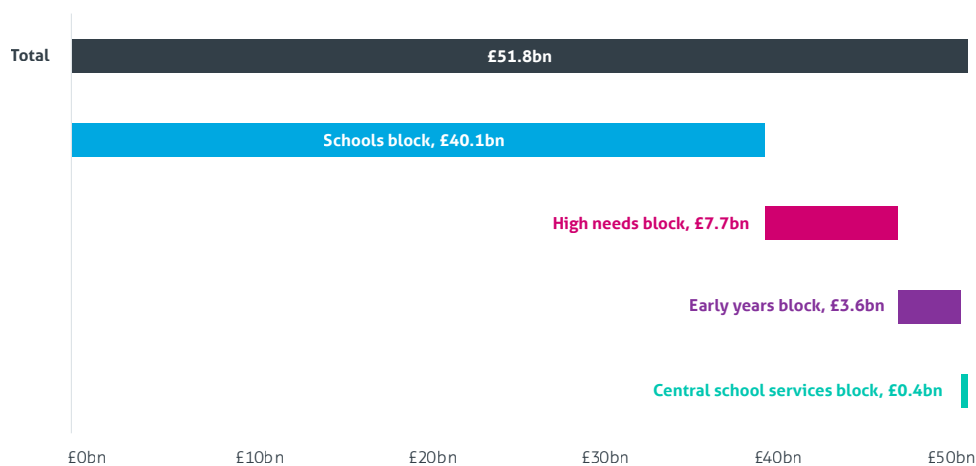 Total
£51.8bn
Schools block, £40.1bn
High needs block, £7.7bn
Early years block, £3.6bn
Central school services block, £0.4bn
£0bn £10bn £20bn £30bn £40bn £50bn